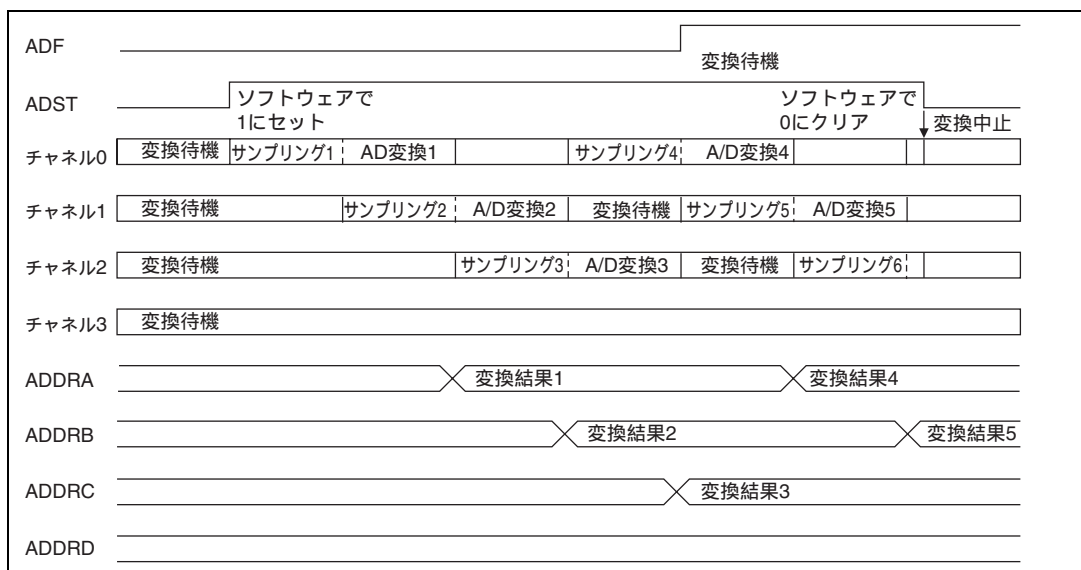 ADF
変換待機
ADST
ソフトウェアで
1にセット
ソフトウェアで
0にクリア
変換中止
チャネル0 変換待機 サンプリング1 AD変換1 サンプリング4 A/D変換4
チャネル1 変換待機 サンプリング2 A/D変換2 変換待機 サンプリング5 A/D変換5
チャネル2 変換待機 サンプリング3 A/D変換3 変換待機 サンプリング6
チャネル3 変換待機
ADDRA 変換結果1 変換結果4
ADDRB 変換結果2 変換結果5
ADDRC 変換結果3
ADDRD